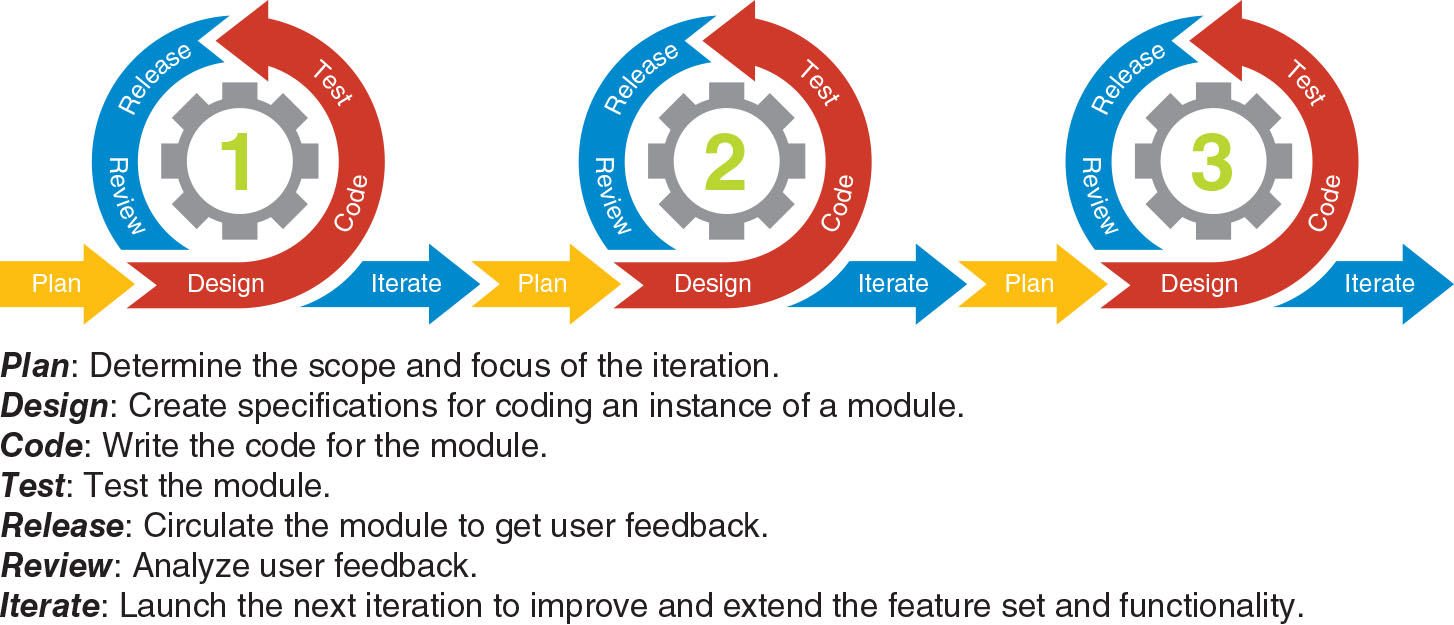 Plan
Design
Code
Test
Release
Review
1
Iterate
Plan
Design
Code
Test
Release
Review
2
Iterate
Plan
Design
Code
Test
Release
Review
3
Iterate
Plan: Determine the scope and focus of the iteration.
Design: Create specifications for coding an instance of a module.
Code: Write the code for the module.
Test: Test the module.
Release: Circulate the module to get user feedback.
Review: Analyze user feedback.
Iterate: Launch the next iteration to improve and extend the feature set and functionality.